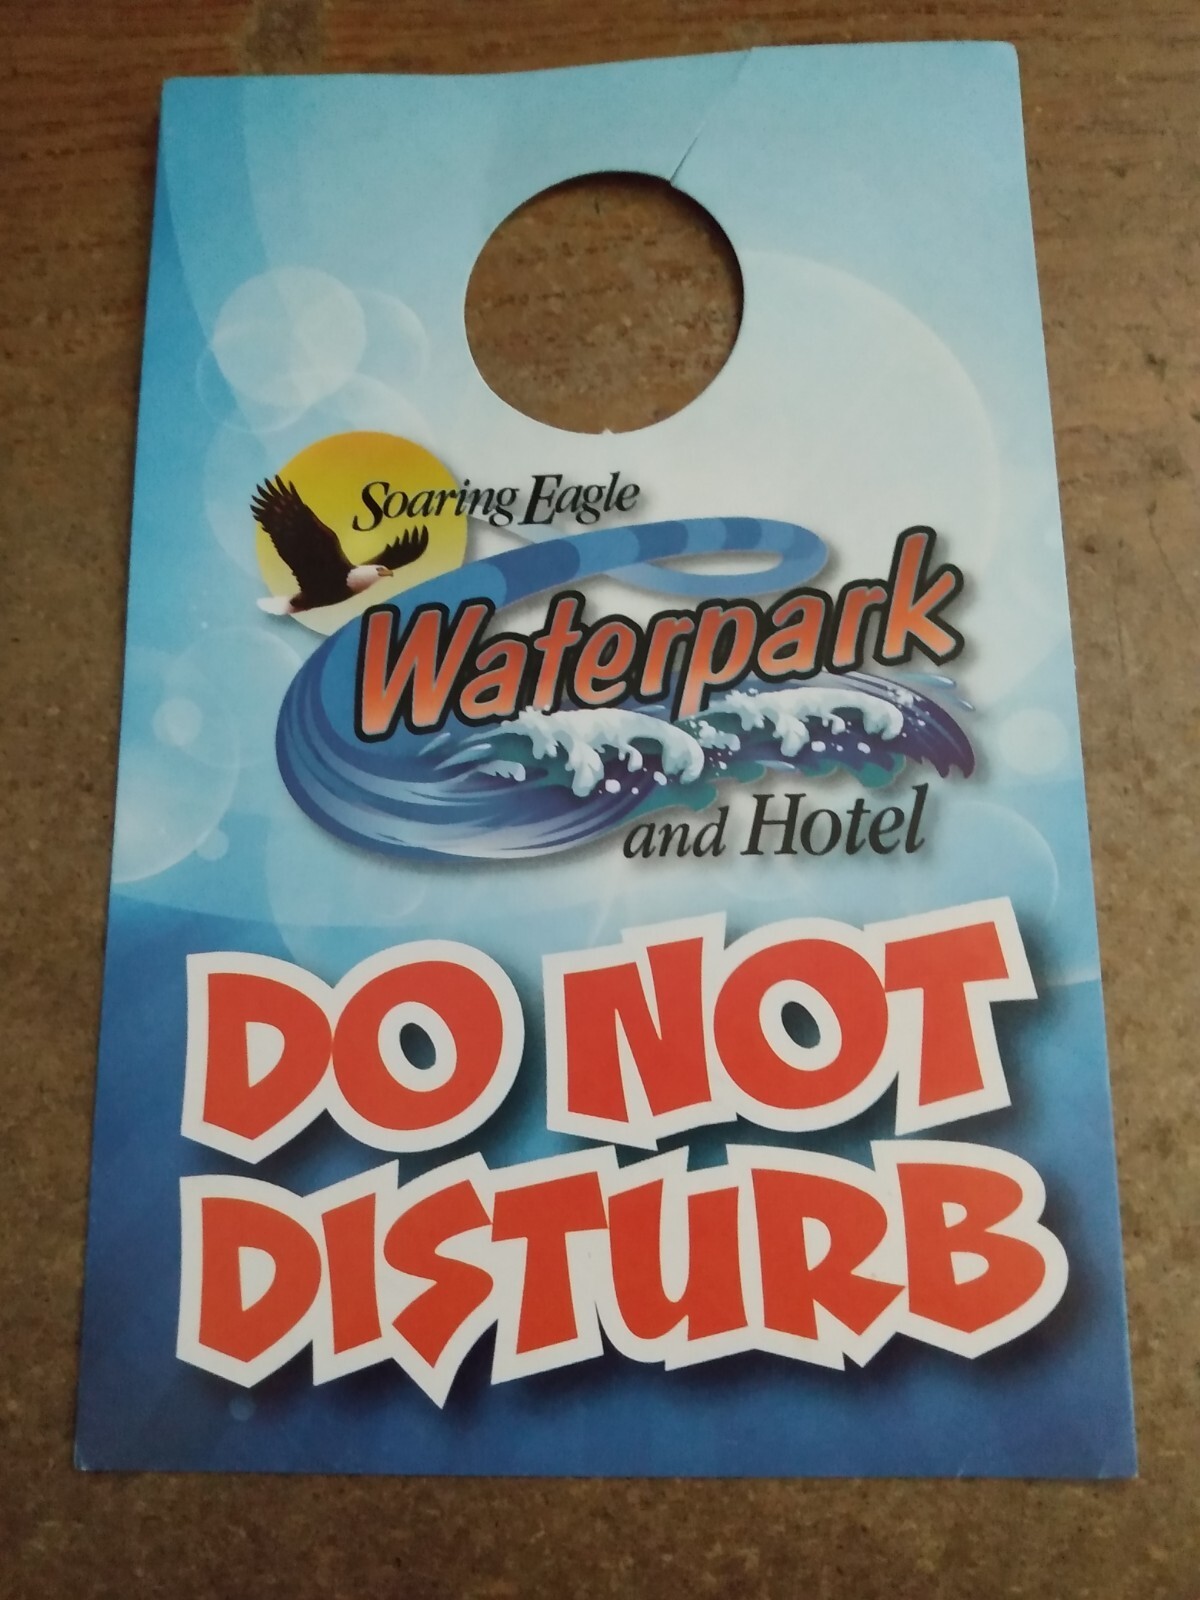 Soaring Eagle
Waterpark
and Hotel
DO NOT
DISTURB